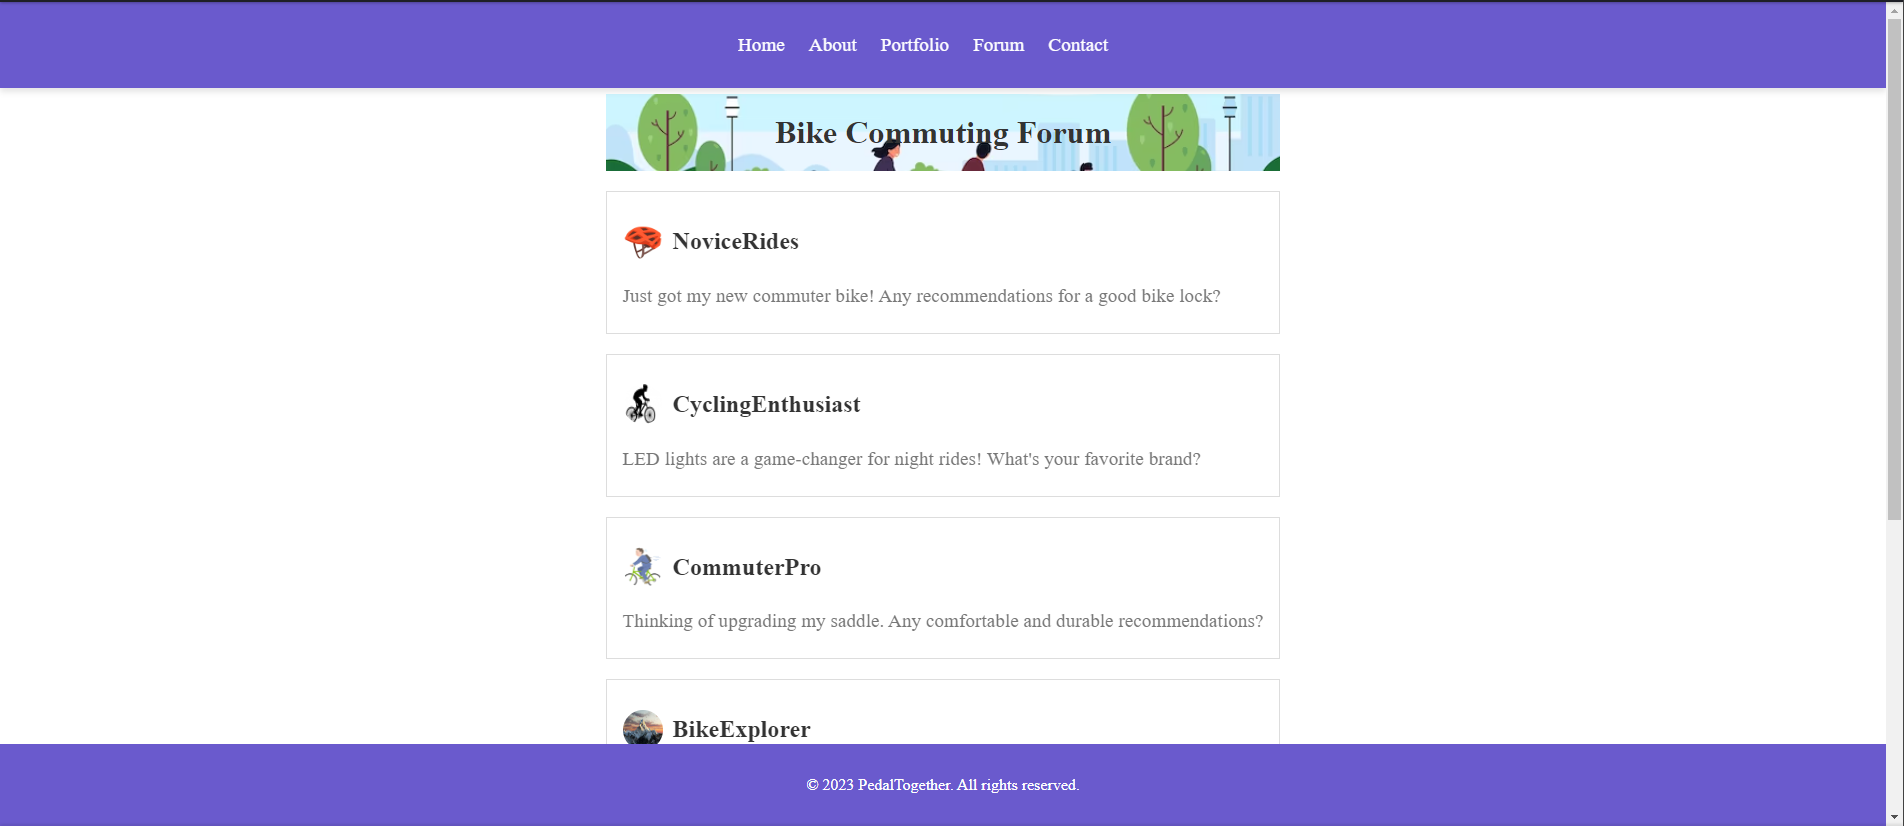 Home About Portfolio Forum Contact
Bike Commuting Forum
NoviceRides
Just got my new commuter bike! Any recommendations for a good bike lock?
CyclingEnthusiast
LED lights are a game-changer for night rides! What's your favorite brand?
CommuterPro
Thinking of upgrading my saddle. Any comfortable and durable recommendations?
BikeExplorer
© 2023 PedalTogether. All rights reserved.